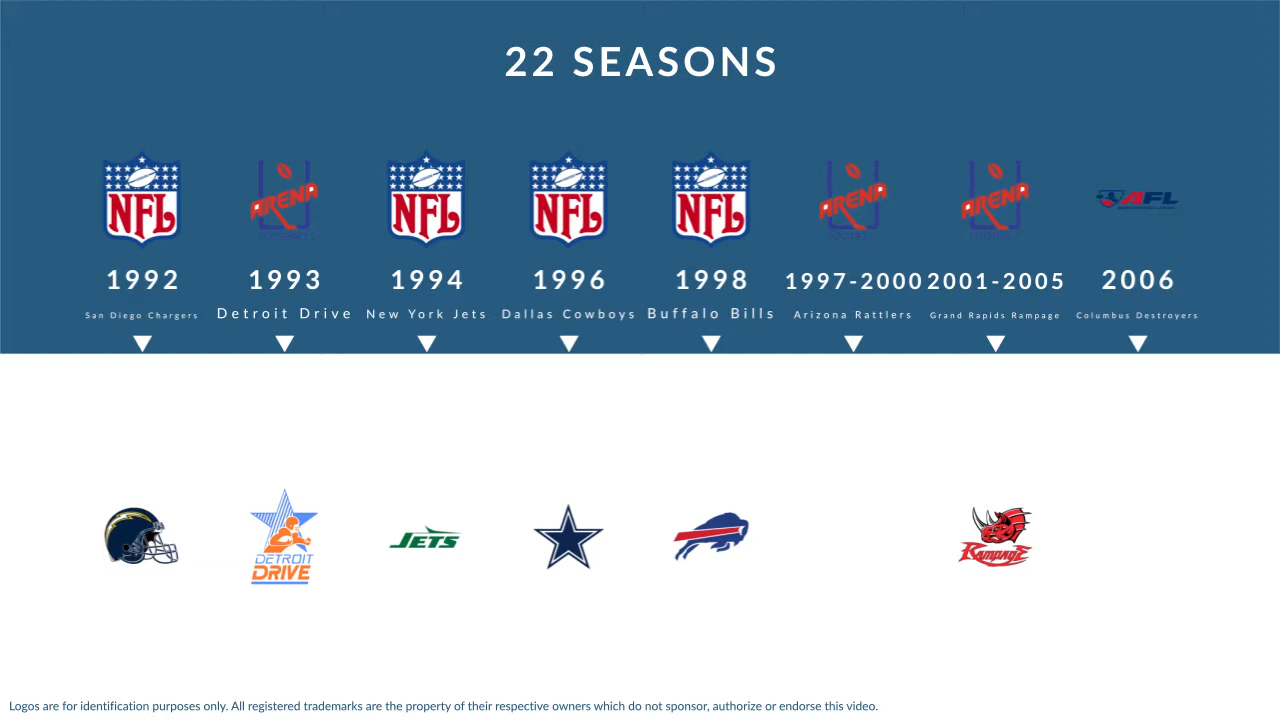 22 SEASONS
NFL ARENA NFL NFL NFL ARENA ARENA AFL
1992 1993 1994 1996 1998 1997-2000 2001-2005 2006
San Diego Chargers Detroit Drive New York Jets Dallas Cowboys Buffalo Bills Arizona Rattlers Grand Rapids Rampage Columbus Destroyers
DETROIT DRIVE JETS RAMPAGE
Logos are for identification purposes only. All registered trademarks are the property of their respective owners which do not sponsor, authorize or endorse this video.